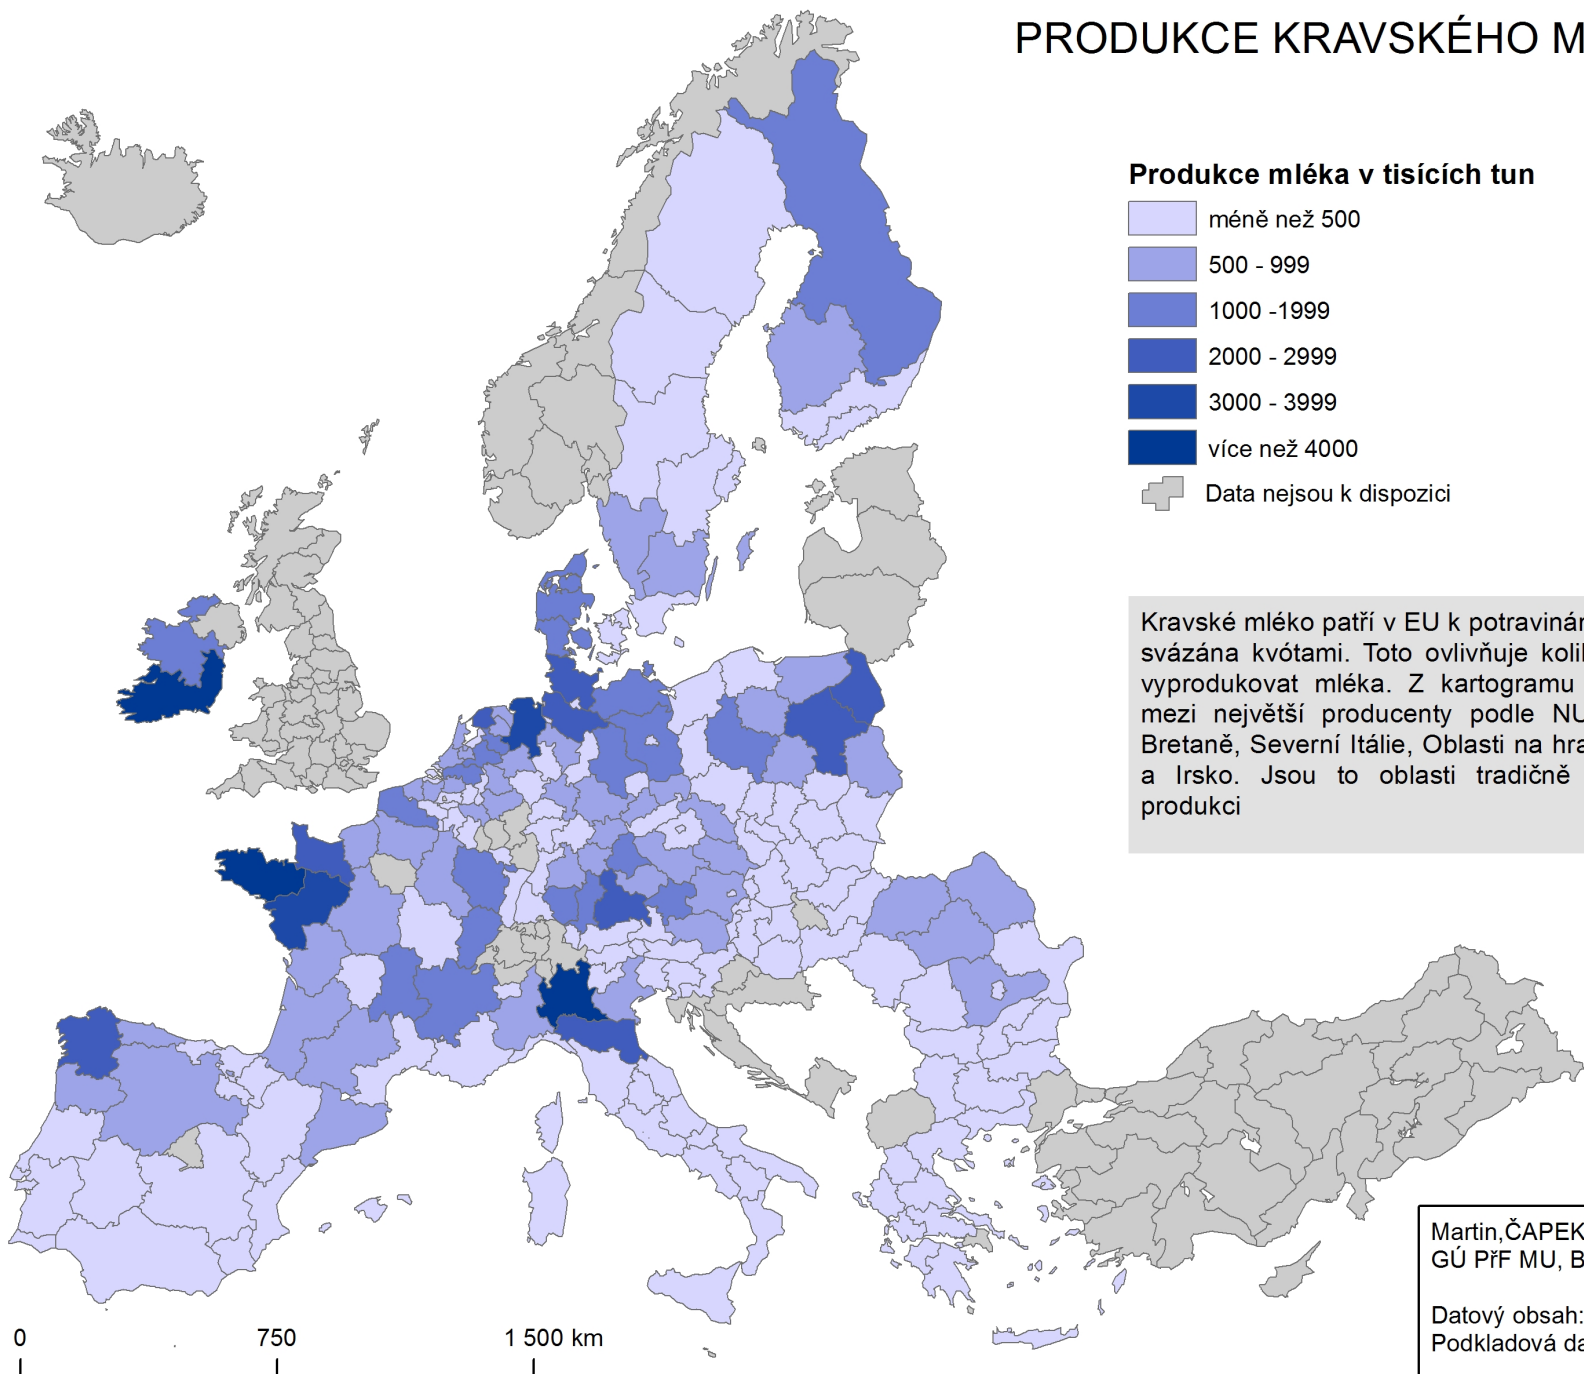 PRODUKCE KRAVSKÉHO M
Produkce mléka v tisících tun
méně než 500
500 - 999
1000 -1999
2000 - 2999
3000 - 3999
více než 4000
Data nejsou k dispozici
Kravské mléko patří v EU k potravinám
svázána kvótami. Toto ovlivňuje kolik
vyprodukovat mléka. Z kartogramu
mezi největší producenty podle NU
Bretaně, Severní Itálie, Oblasti na hra
a Irsko. Jsou to oblasti tradičně
produkci
Martin,ČAPEK
GÚ PřF MU, B
Datový obsah:
Podkladová da
0 750 1 500 km